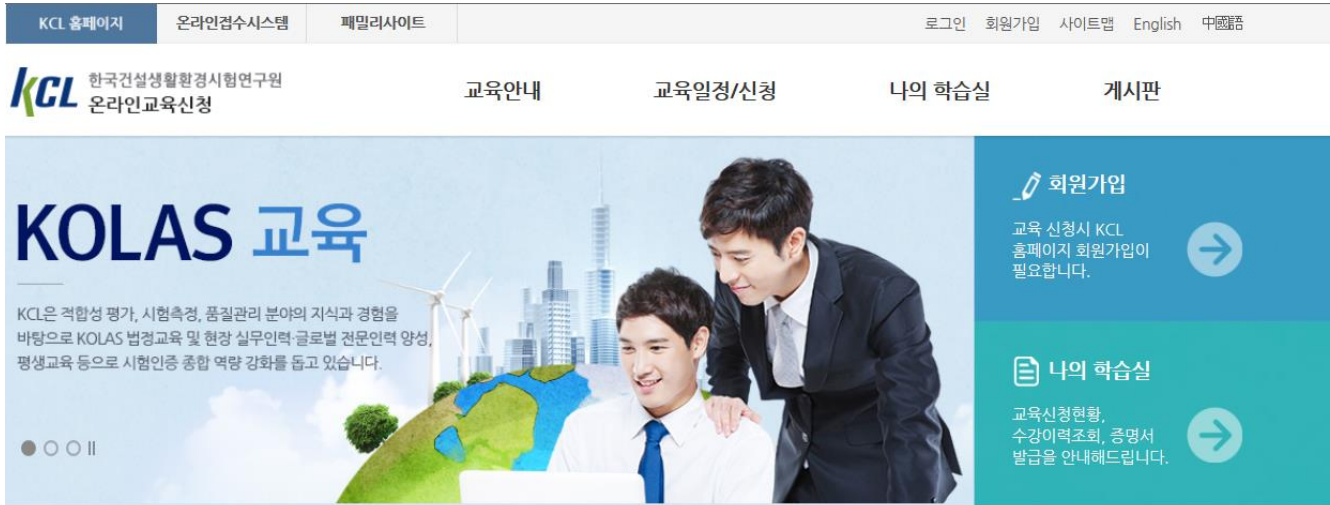 KCL 홈페이지
온라인접수시스템
패밀리사이트
로그인 회원가입 사이트맵 English 中國語
KCL 한국건설생활환경시험연구원
온라인교육신청
교육안내
교육일정/신청
나의 학습실
게시판
KOLAS 교육
KCL은 적합성 평가, 시험측정, 품질관리 분야의 지식과 경험을
바탕으로 KOLAS 법정교육 및 현장 실무인력·글로벌 전문인력 양성,
평생교육 등으로 시험인증 종합 역량 강화를 돕고 있습니다.
회원가입
교육 신청시 KCL
홈페이지 회원가입이
필요합니다.
나의 학습실
교육신청현황,
수강이력조회, 증명서
발급을 안내해드립니다.